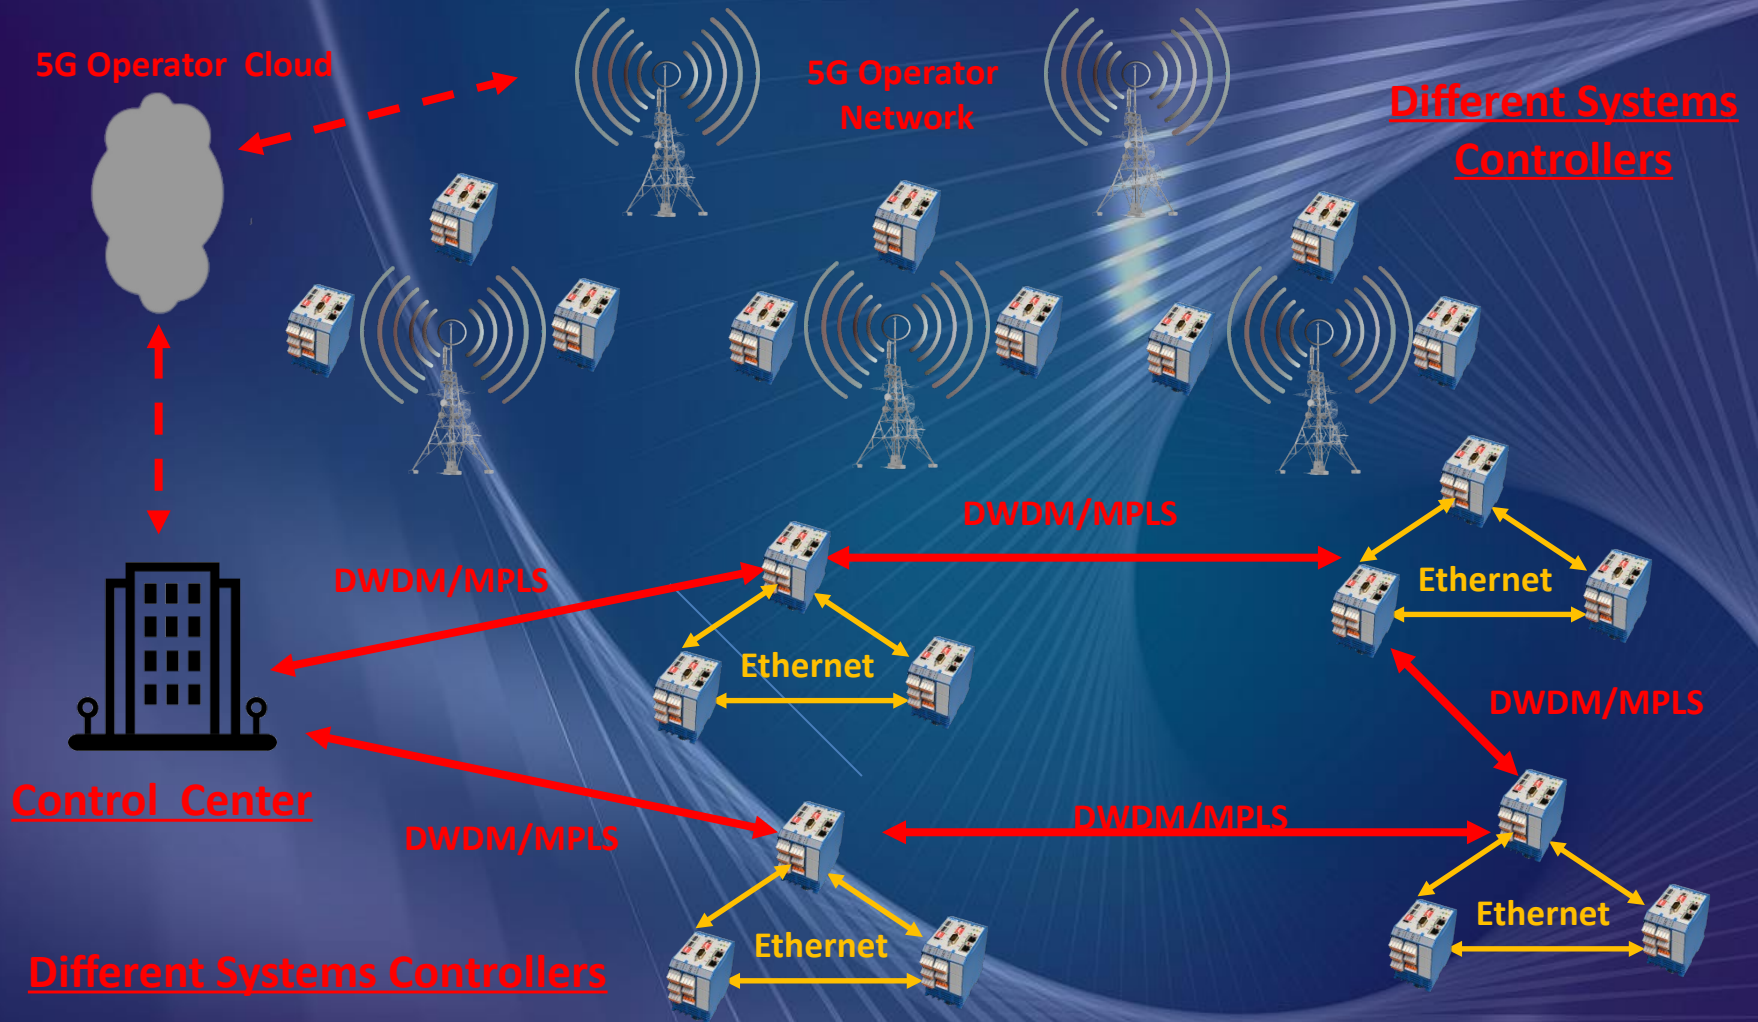 5G Operator Cloud
5G Operator
Network
Different Systems
Controllers
DWDM/MPLS
DWDM/MPLS
Ethernet
Ethernet
DWDM/MPLS
Control Center
DWDM/MPLS
DWDM/MPLS
Ethernet
Ethernet
Different Systems Controllers